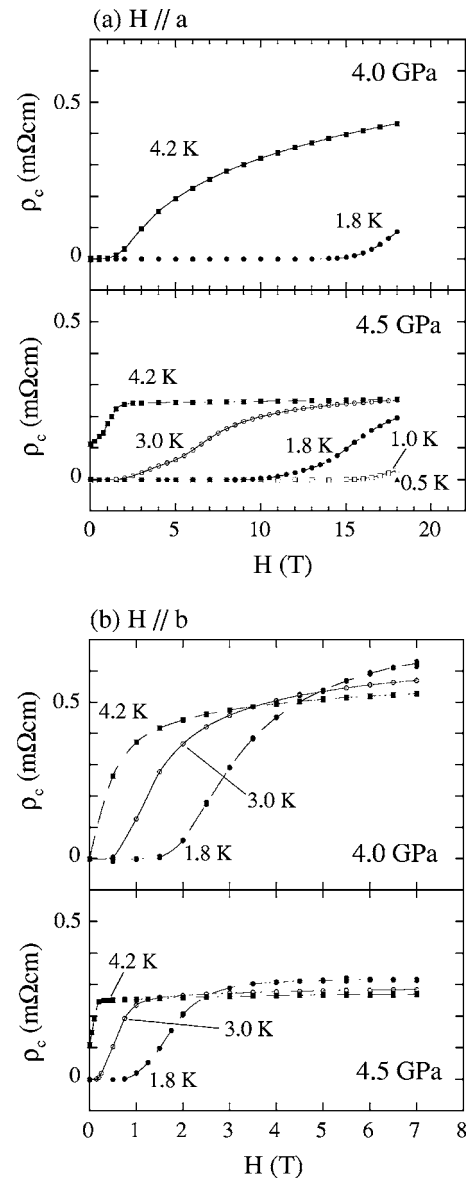 (a) H // a
4.0 GPa
0.5
4.2 K
ρc (mΩcm)
1.8 K
0
4.5 GPa
0.5
4.2 K
ρc (mΩcm)
3.0 K
1.8 K
1.0 K
0.5 K
0
0 5 10 15 20
H (T)
(b) H // b
0.5
4.2 K
ρc (mΩcm)
3.0 K
1.8 K
4.0 GPa
0
0.5
4.2 K
ρc (mΩcm)
3.0 K
1.8 K
4.5 GPa
0
0 1 2 3 4 5 6 7 8
H (T)